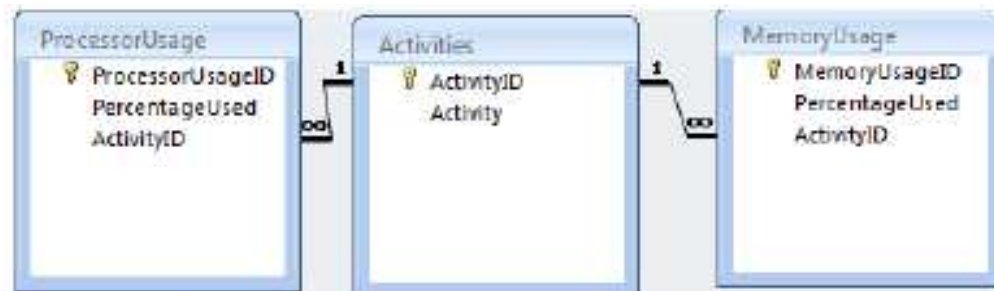 ProcessorUsage
ProcessorUsageID
PercentageUsed
ActivityID
1
∞
Activities
ActivityID
Activity
1
∞
MemoryUsage
MemoryUsageID
PercentageUsed
ActivityID